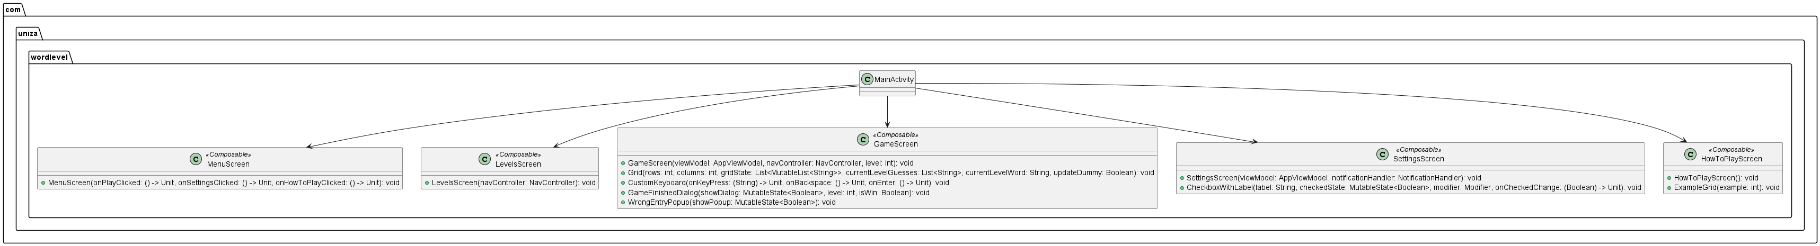 com
uniza
wordlevel
C MainActivity
C «Composable»
MenuScreen
MenuScreen(onPlayClicked: () -> Unit, onSettingsClicked: () -> Unit, onHowToPlayClicked: () -> Unit): void
C «Composable»
LevelsScreen
LevelsScreen(navController: NavController): void
C «Composable»
GameScreen
GameScreen(viewModel: AppViewModel, navController: NavController, level: Int): void
Grid(rows: int, columns: int, gridState: List<MutableList<String>>, currentLevelGuesses: List<String>, currentLevelWord: String, updateDummy: Boolean): void
CustomKeyboard(onKeyPress: (String) -> Unit, onBackspace: () -> Unit, onEnter: () -> Unit): void
GameFinishedDialog(showDialog: MutableState<Boolean>, level: int, isWin: Boolean): void
WrongEntryPopup(showPopup: MutableState<Boolean>): void
C «Composable»
SettingsScreen
SettingsScreen(viewModel: AppViewModel, notificationHandler: NotificationHandler): void
CheckboxWithLabel(label: String, checkedState: MutableState<Boolean>, modifier: Modifier, onCheckedChange: (Boolean) -> Unit): void
C «Composable»
HowToPlayScreen
HowToPlayScreen(): void
ExampleGrid(example: int): void